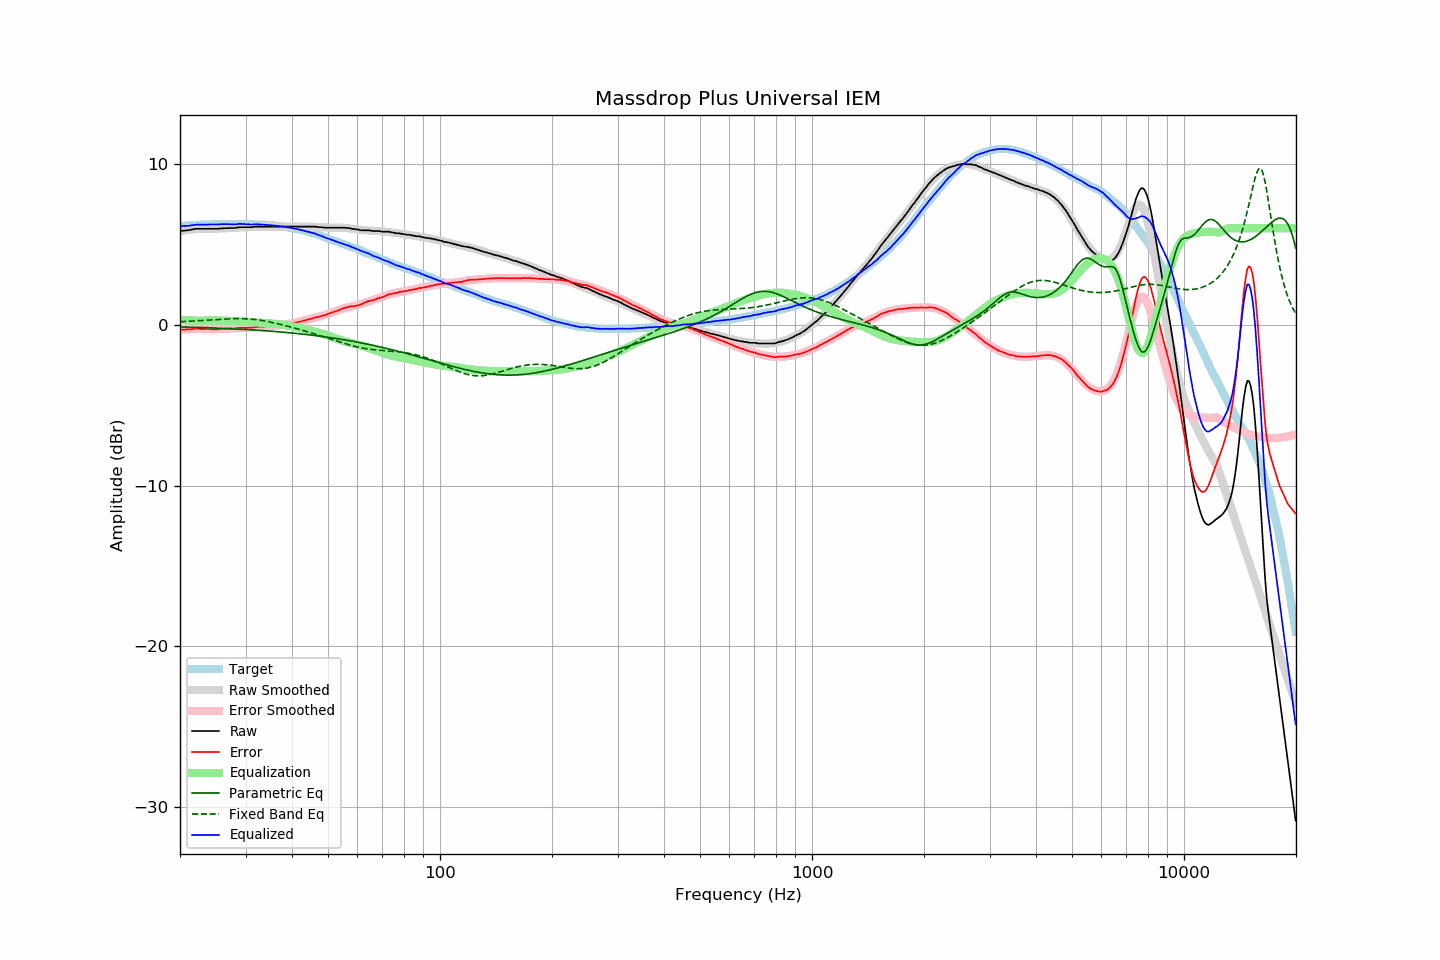 Massdrop Plus Universal IEM
10
0
−10
−20
−30
Amplitude (dBr)
Target
Raw Smoothed
Error Smoothed
Raw
Error
Equalization
Parametric Eq
Fixed Band Eq
Equalized
100
1000
10000
Frequency (Hz)